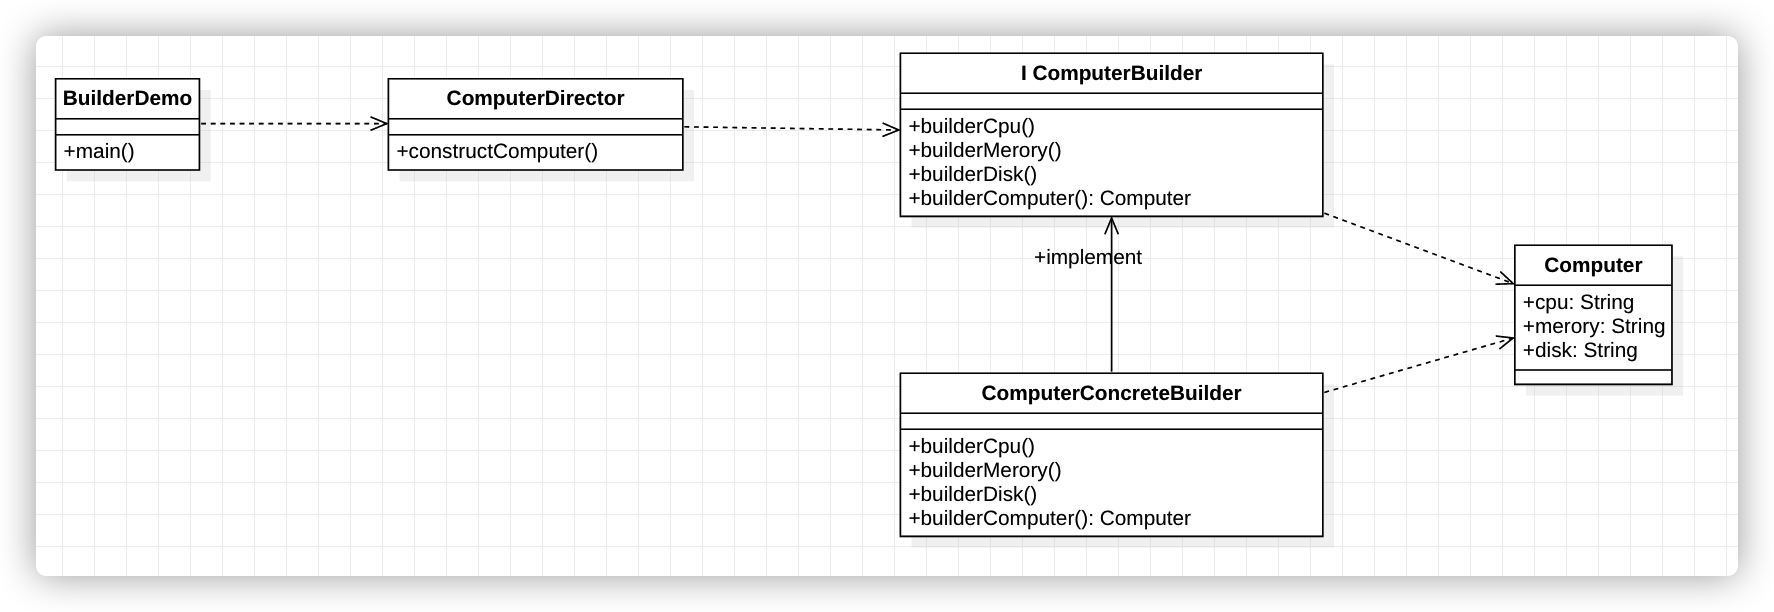 BuilderDemo
+main()
ComputerDirector
+constructComputer()
I ComputerBuilder
+builderCpu()
+builderMerory()
+builderDisk()
+builderComputer(): Computer
+implement
Computer
+cpu: String
+merory: String
+disk: String
ComputerConcreteBuilder
+builderCpu()
+builderMerory()
+builderDisk()
+builderComputer(): Computer